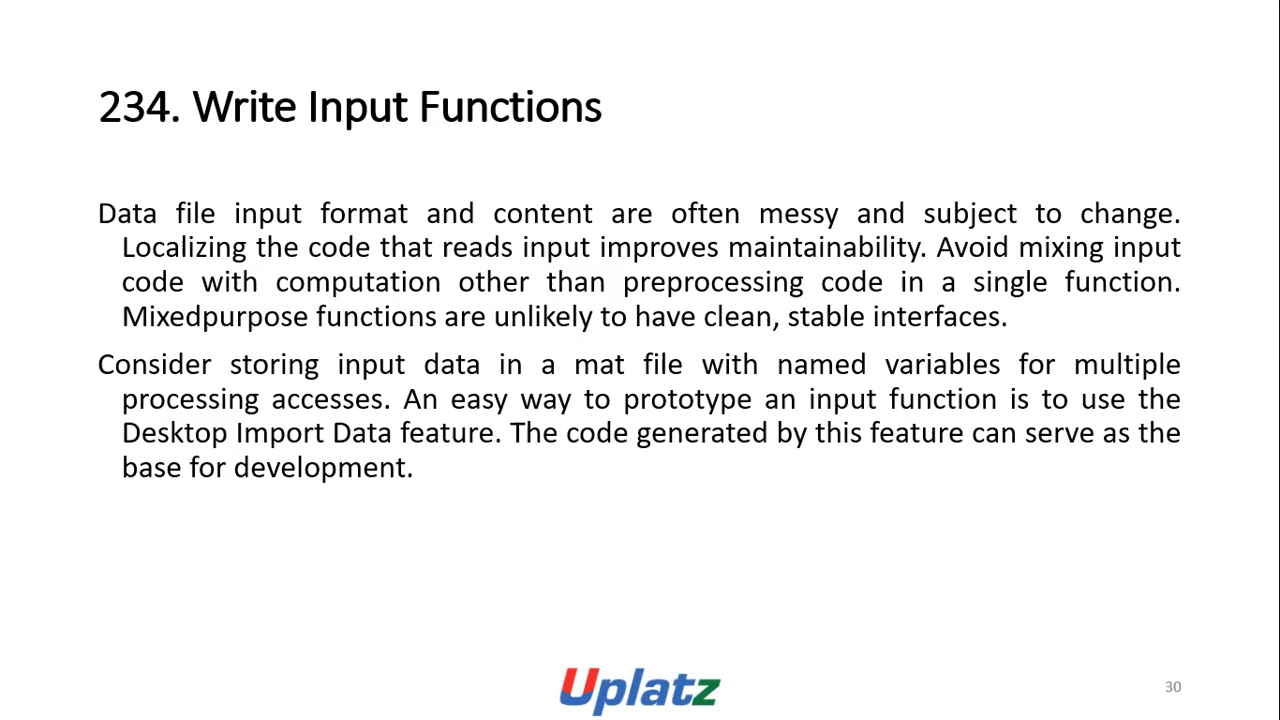 234. Write Input Functions
Data file input format and content are often messy and subject to change.
Localizing the code that reads input improves maintainability. Avoid mixing input
code with computation other than preprocessing code in a single function.
Mixedpurpose functions are unlikely to have clean, stable interfaces.
Consider storing input data in a mat file with named variables for multiple
processing accesses. An easy way to prototype an input function is to use the
Desktop Import Data feature. The code generated by this feature can serve as the
base for development.
Uplatz
30